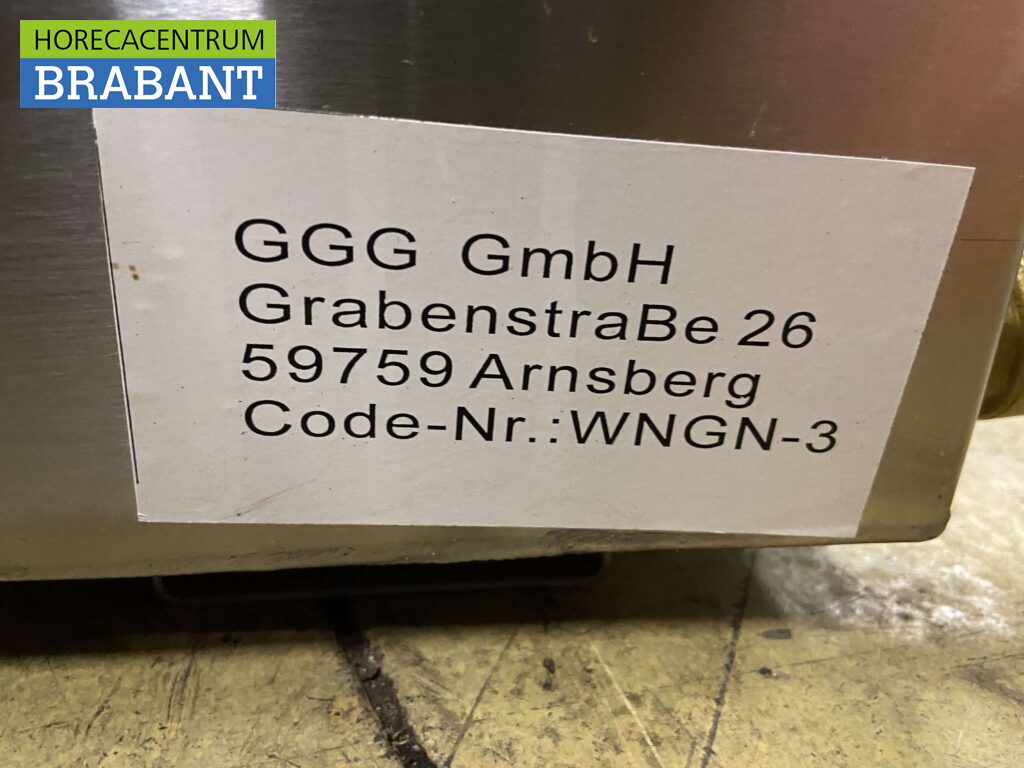 HORECACENTRUM
BRABANT
GGG GmbH
GrabenstraBe 26
59759 Arnsberg
Code-Nr.:WNGN-3